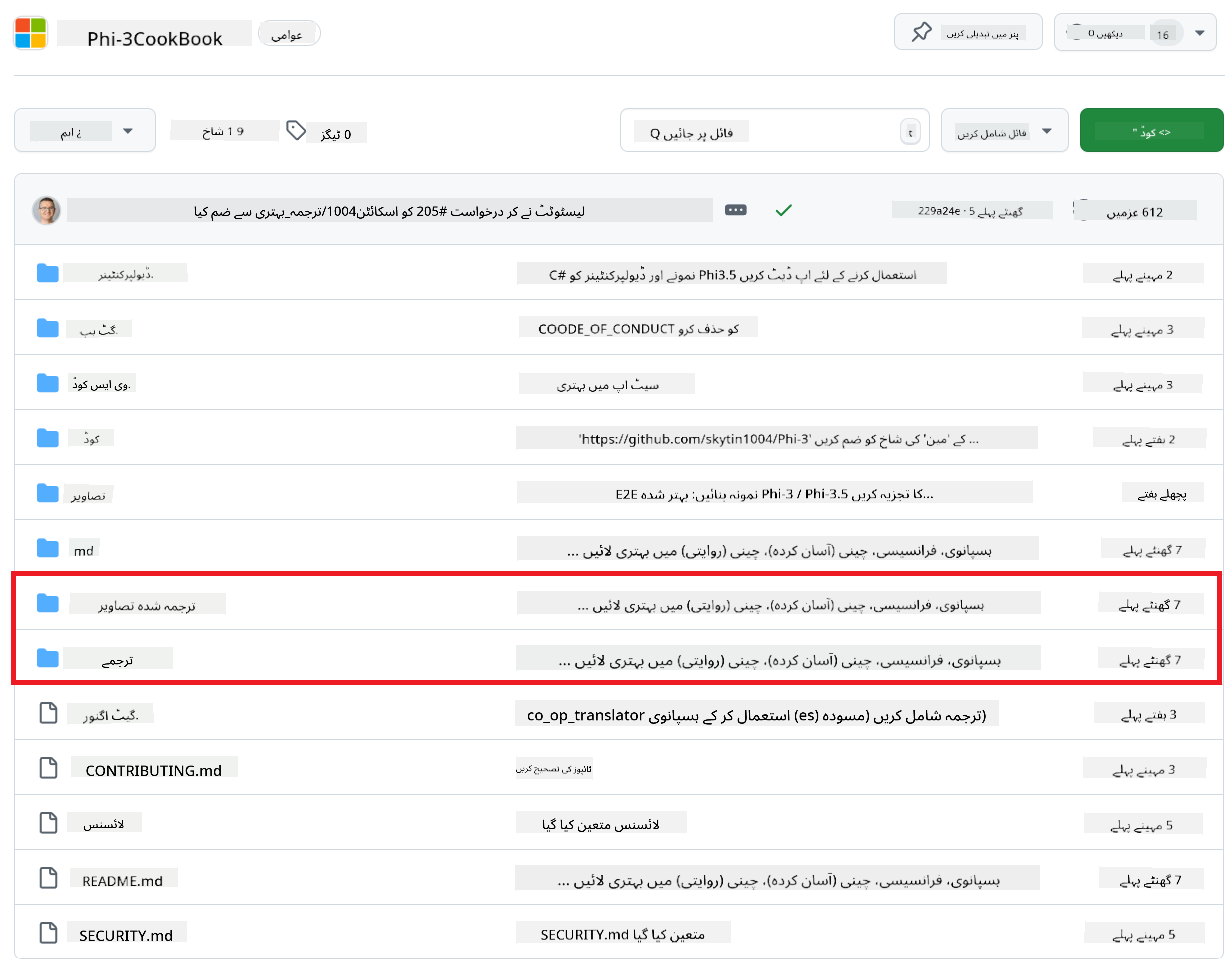 Phi-3CookBook عوامی پنر میں تبدیلی کریں دیکھیں 0 16
¿ ایم 9 1 شاخ 0 ٹیگز فائل پر جائیں Q t فائل شامل کریں <> کوڈ "
لیسٹوٹٹ نے کر درخواست #205 کو اسکائٹن1004/ترجمہ_بہتری سے ضم کیا 229a24e · 5 گھنٹے پہلے 612 عزمیں
.ڈیولپرکنٹینر استعمال کرنے کے لئے اپ ڈیٹ کریں Phi3.5 نمونے اور ڈیولپرکنٹینر کو C# 2 مہینے پہلے
.گٹ ہب کو حذف کرو COODE_OF_CONDUCT 3 مہینے پہلے
.وی ایس کوڈ سیٹ اپ میں بہتری 3 مہینے پہلے
کوڈ 'https://github.com/skytin1004/Phi-3' کے 'مین' کی شاخ کو ضم کریں ... 2 ہفتے پہلے
تصاویر E2E کا تجزیہ کریں Phi-3 / Phi-3.5 نمونہ بنائیں: بہتر شدہ... پچھلے ہفتے
md ہسپانوی، فرانسیسی، چینی (آسان کردہ)، چینی (روایتی) میں بہتری لائیں ... 7 گھنٹے پہلے
ترجمہ شدہ تصاویر ہسپانوی، فرانسیسی، چینی (آسان کردہ)، چینی (روایتی) میں بہتری لائیں ... 7 گھنٹے پہلے
ترجمے ہسپانوی، فرانسیسی، چینی (آسان کردہ)، چینی (روایتی) میں بہتری لائیں ... 7 گھنٹے پہلے
.گیٹ اگنور co_op_translator استعمال کر کے ہسپانوی (es) ترجمہ شامل کریں (مسودہ) 3 ہفتے پہلے
CONTRIBUTING.md ٹائپوز کی تصحیح کریں 3 مہینے پہلے
لائسنس لائسنس متعین کیا گیا 5 مہینے پہلے
README.md ہسپانوی، فرانسیسی، چینی (آسان کردہ)، چینی (روایتی) میں بہتری لائیں ... 7 گھنٹے پہلے
SECURITY.md متعین کیا گیا SECURITY.md 5 مہینے پہلے